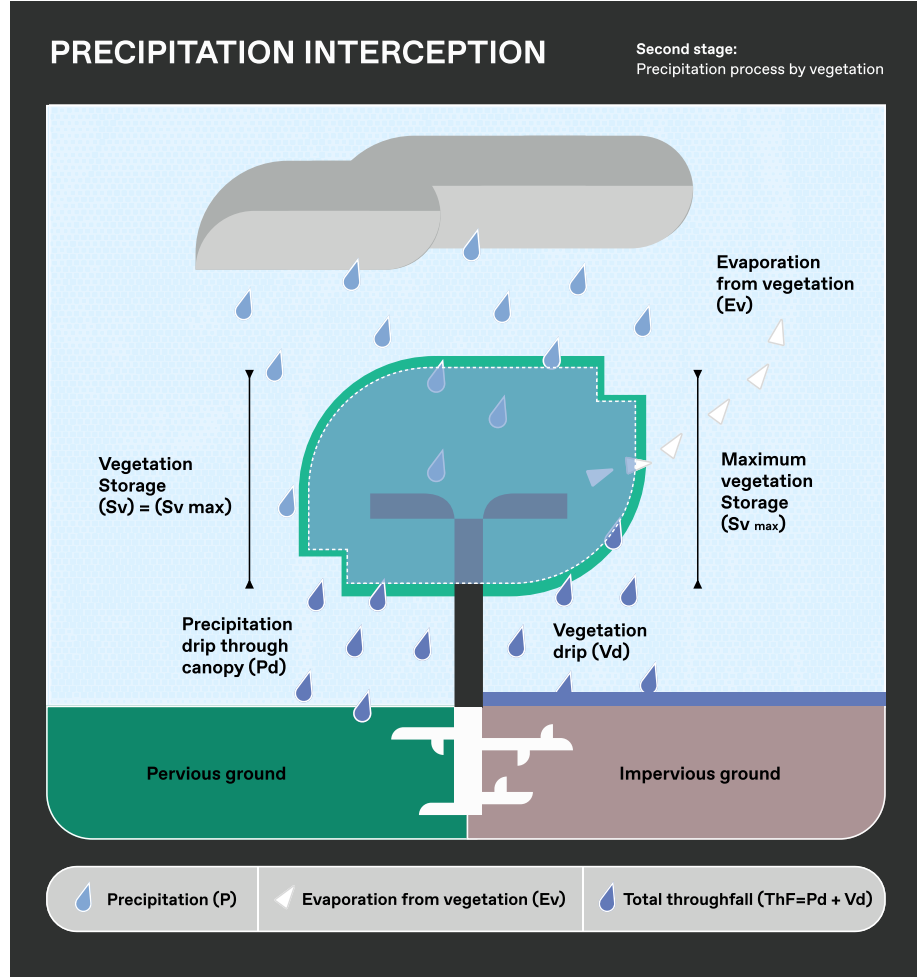 PRECIPITATION INTERCEPTION
Second stage:
Precipitation process by vegetation
Evaporation
from vegetation
(Ev)
Vegetation
Storage
(Sv) = (Sv max)
Maximum
vegetation
Storage
(Sv max)
Precipitation
drip through
canopy (Pd)
Vegetation
drip (Vd)
Pervious ground
Impervious ground
Precipitation (P)
Evaporation from vegetation (Ev)
Total throughfall (ThF=Pd + Vd)